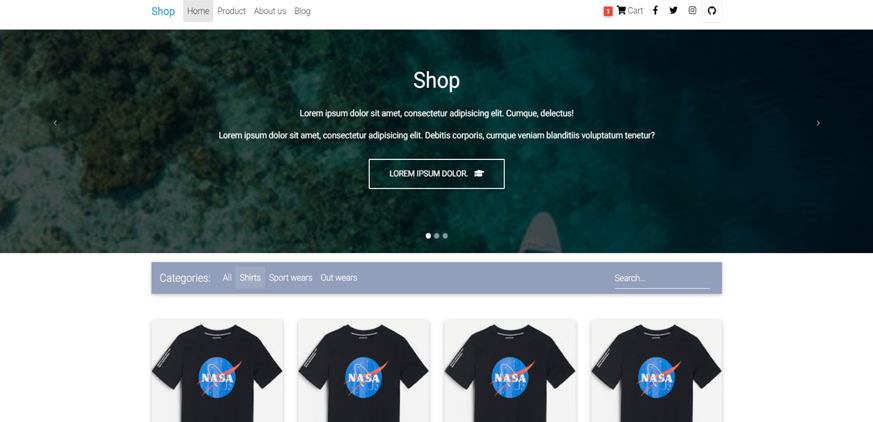 Shop Home Product About us Blog 1 Cart
Shop
Lorem ipsum dolor sit amet, consectetur adipisicing elit. Cumque, delectus!
Lorem ipsum dolor sit amet, consectetur adipisicing elit. Debitis corporis, cumque veniam blanditiis voluptatum tenetur?
LOREM IPSUM DOLOR.
Categories: All Shirts Sport wears Out wears Search...
NASA NASA NASA NASA